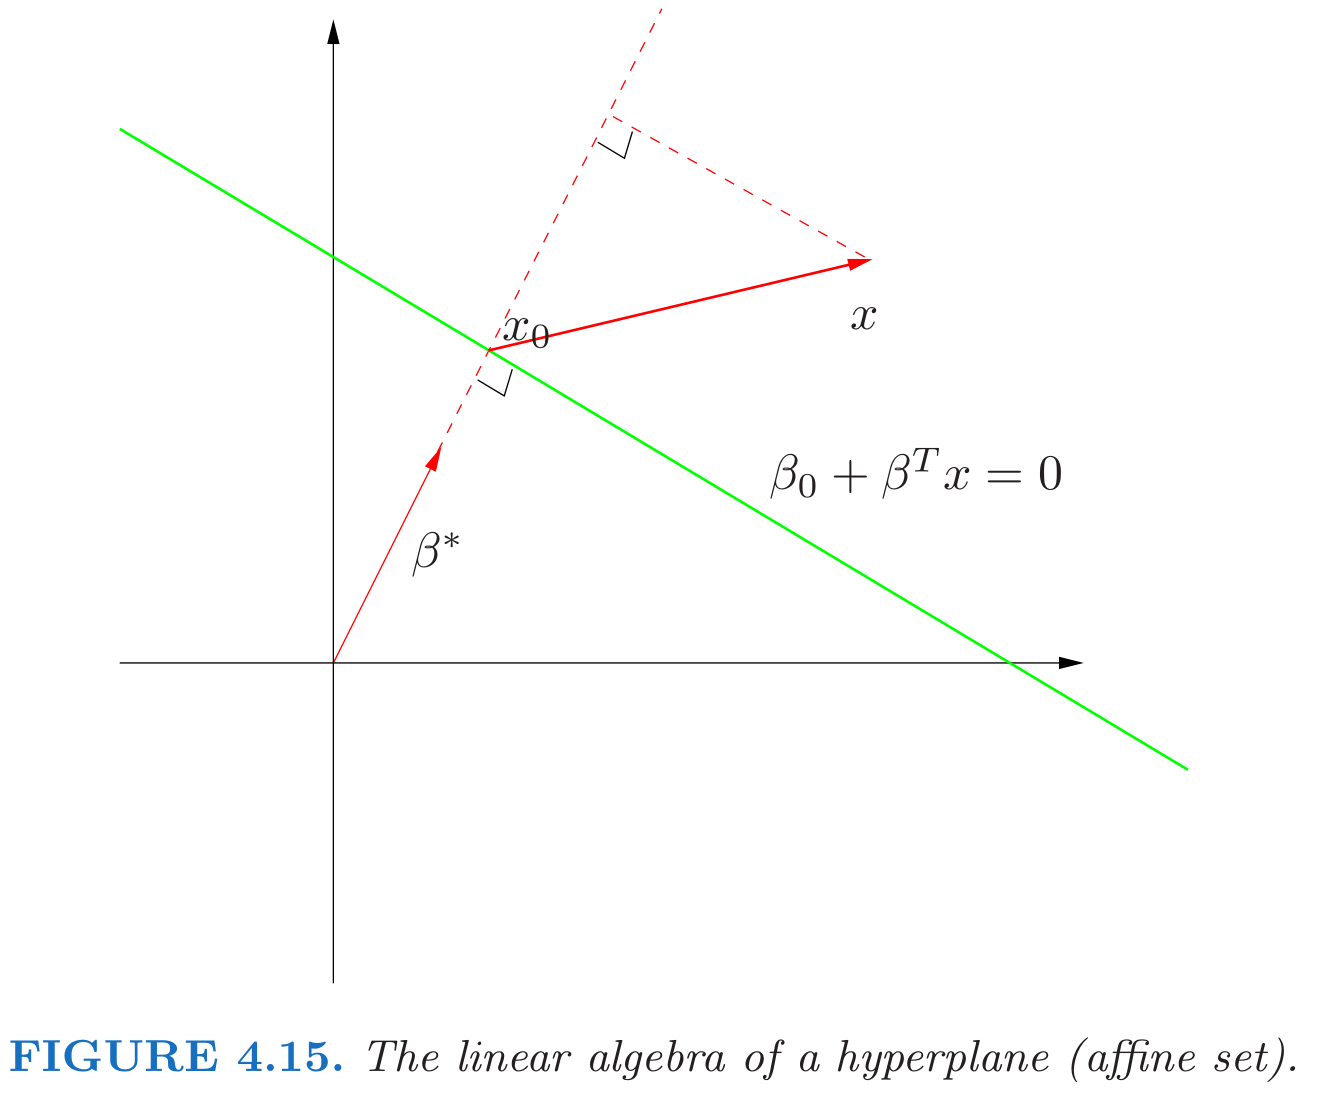 x₀
x
β₀ + βᵀx = 0
β*
FIGURE 4.15. The linear algebra of a hyperplane (affine set).